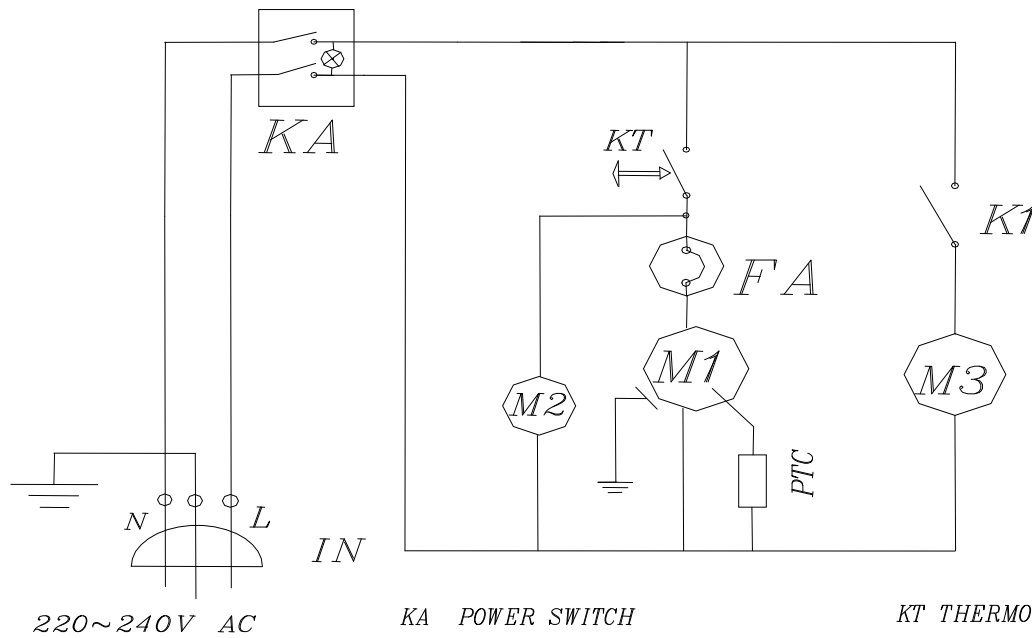 KA
KT
K1
FA
M1
M2
M3
PTC
N
L
IN
220~240V AC
KA POWER SWITCH
KT THERMO